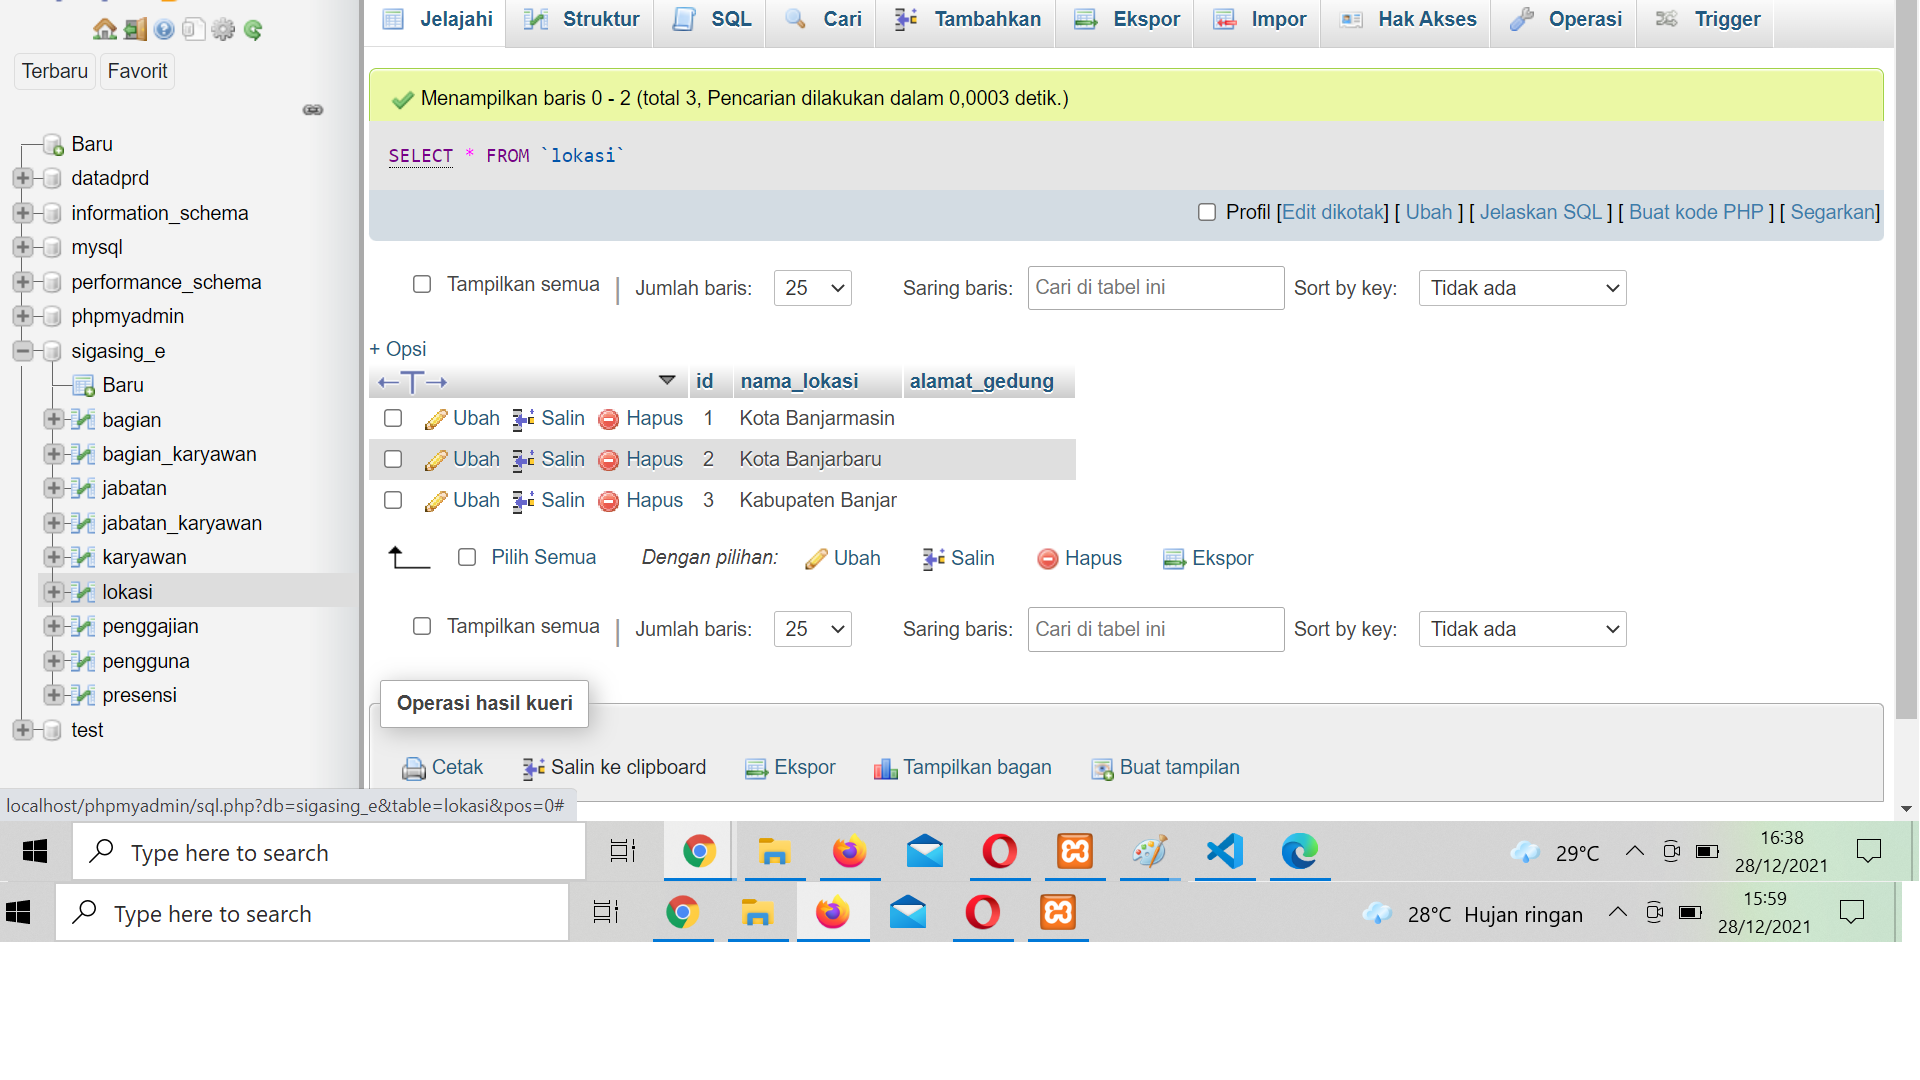 Jelajahi Struktur SQL Cari Tambahkan Ekspor Impor Hak Akses Operasi Trigger
Terbaru Favorit
Baru
datadprd
information_schema
mysql
performance_schema
phpmyadmin
sigasing_e
Baru
bagian
bagian_karyawan
jabatan
jabatan_karyawan
karyawan
lokasi
penggajian
pengguna
presensi
test
Menampilkan baris 0 - 2 (total 3, Pencarian dilakukan dalam 0,0003 detik.)
SELECT * FROM `lokasi`
Profil [Edit dikotak] [ Ubah ] [ Jelaskan SQL ] [ Buat kode PHP ] [ Segarkan]
Tampilkan semua | Jumlah baris: 25 Saring baris: Cari di tabel ini Sort by key: Tidak ada
+ Opsi
←T→ id nama_lokasi alamat_gedung
Ubah Salin Hapus 1 Kota Banjarmasin
Ubah Salin Hapus 2 Kota Banjarbaru
Ubah Salin Hapus 3 Kabupaten Banjar
Pilih Semua Dengan pilihan: Ubah Salin Hapus Ekspor
Tampilkan semua | Jumlah baris: 25 Saring baris: Cari di tabel ini Sort by key: Tidak ada
Operasi hasil kueri
Cetak Salin ke clipboard Ekspor Tampilkan bagan Buat tampilan
localhost/phpmyadmin/sql.php?db=sigasing_e&table=lokasi&pos=0#
Type here to search 29°C 16:38
28/12/2021
Type here to search 28°C Hujan ringan 15:59
28/12/2021